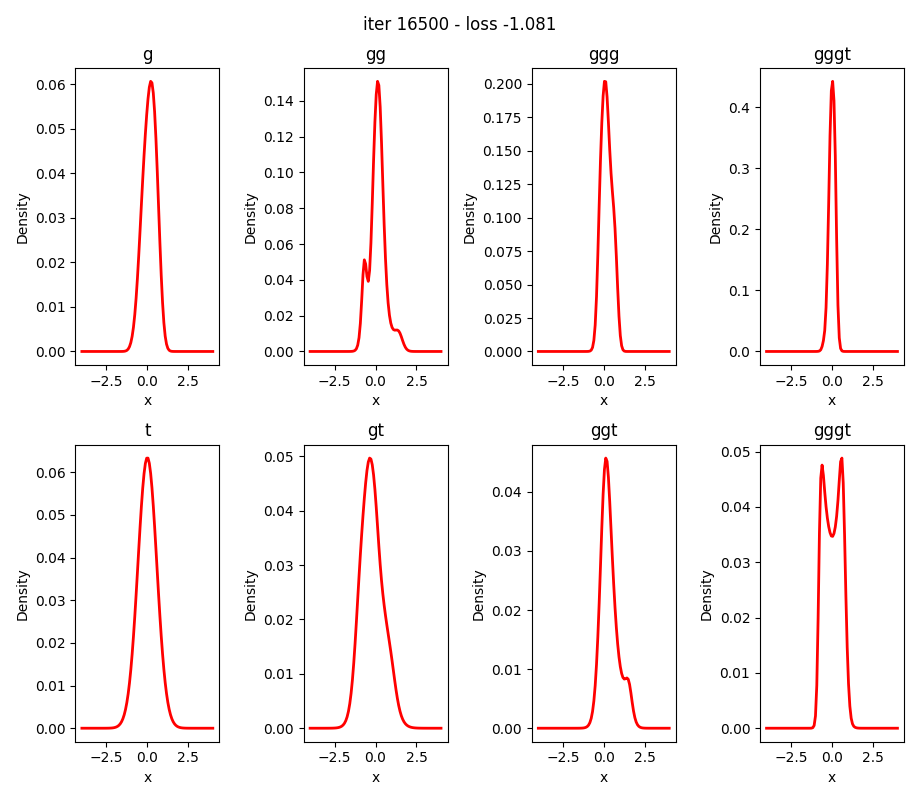 iter 16500 - loss -1.081
g
gg
ggg
gggt
0.06
0.05
0.04
0.03
0.02
0.01
0.00
Density
−2.5 0.0 2.5
x
0.14
0.12
0.10
0.08
0.06
0.04
0.02
0.00
Density
−2.5 0.0 2.5
x
0.200
0.175
0.150
0.125
0.100
0.075
0.050
0.025
0.000
Density
−2.5 0.0 2.5
x
0.4
0.3
0.2
0.1
0.0
Density
−2.5 0.0 2.5
x
t
gt
ggt
gggt
0.06
0.05
0.04
0.03
0.02
0.01
0.00
Density
−2.5 0.0 2.5
x
0.05
0.04
0.03
0.02
0.01
0.00
Density
−2.5 0.0 2.5
x
0.04
0.03
0.02
0.01
0.00
Density
−2.5 0.0 2.5
x
0.05
0.04
0.03
0.02
0.01
0.00
Density
−2.5 0.0 2.5
x